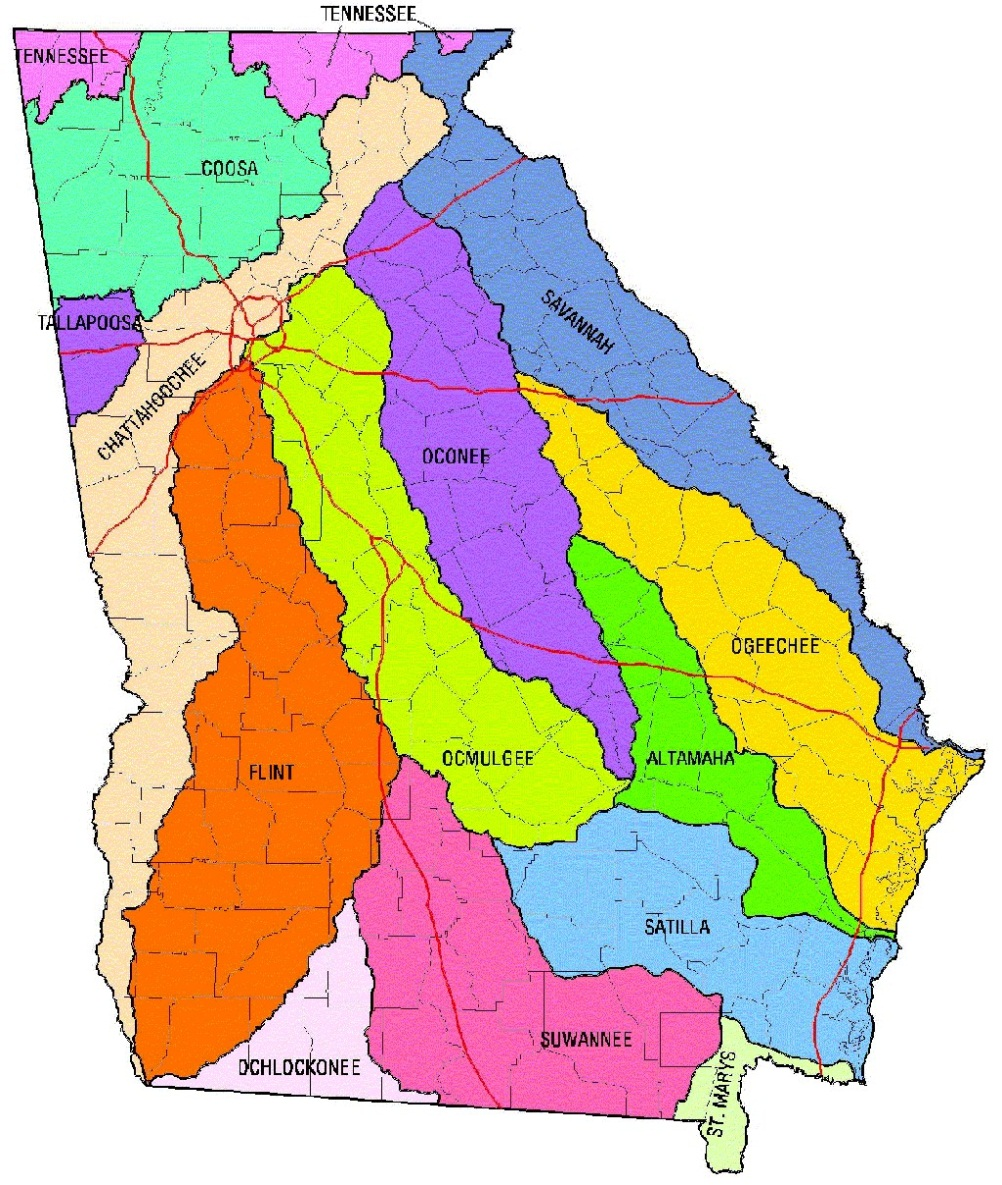 TENNESSEE
TENNESSEE
COOSA
SAVANNAH
TALLAPOOSA
CHATTAHOOCHEE
OCONEE
OGEECHEE
FLINT
OCMULGEE
ALTAMAHA
SATILLA
SUWANNEE
OCHLOCKONEE
ST. MARYS